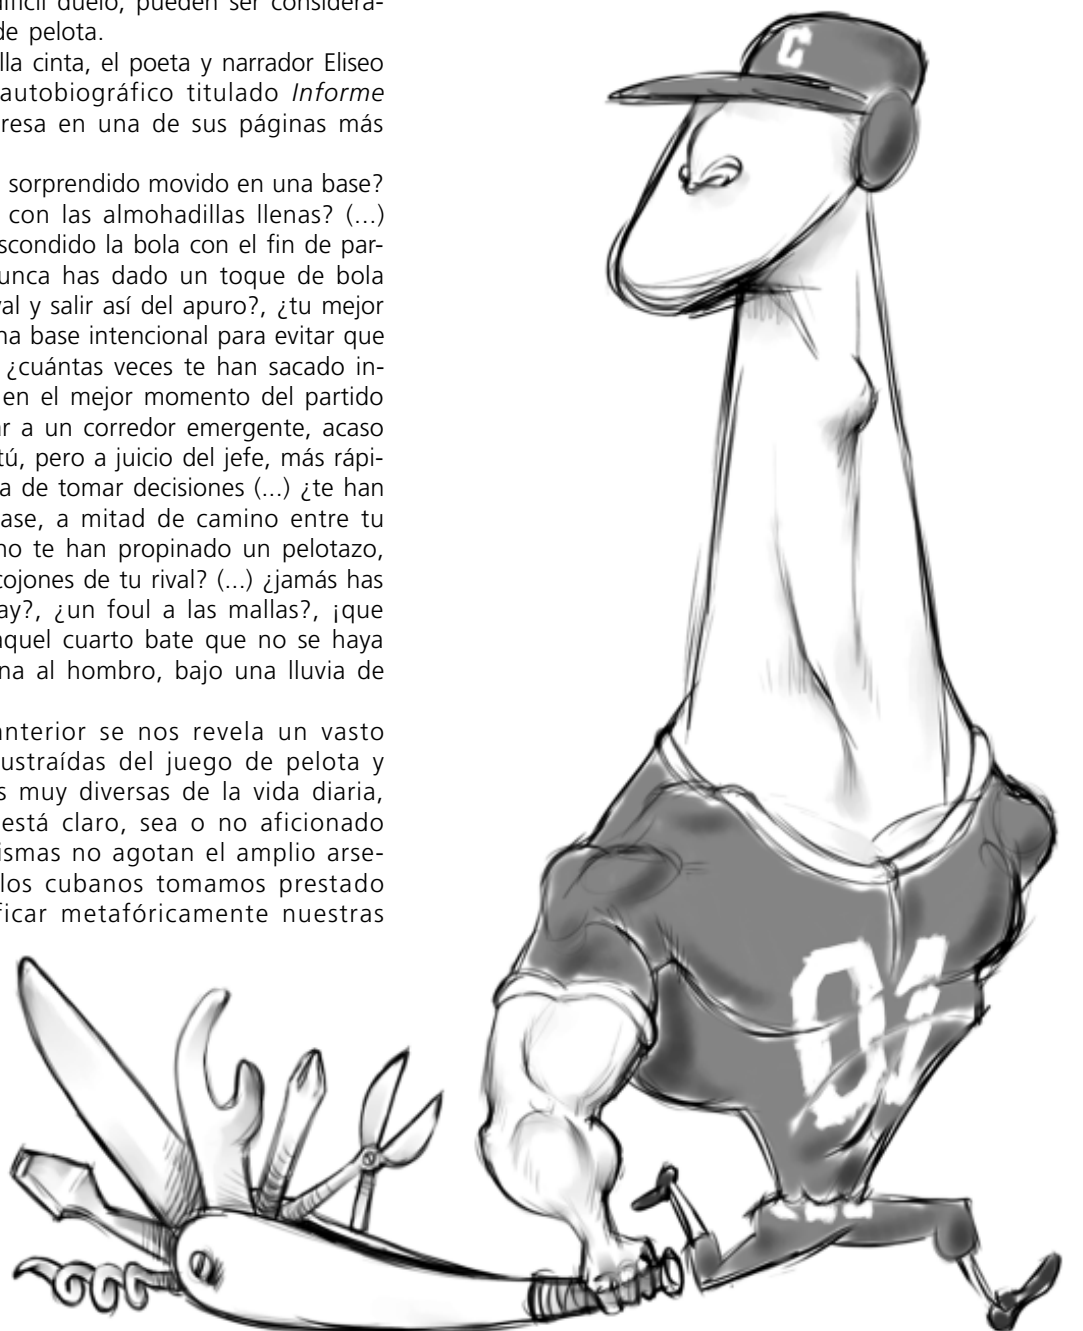 difícil duelo, pueden ser considera-
de pelota.
lla cinta, el poeta y narrador Eliseo
autobiográfico titulado Informe
resa en una de sus páginas más
sorprendido movido en una base?
con las almohadillas llenas? (...)
scondido la bola con el fin de par-
unca has dado un toque de bola
val y salir así del apuro?, ¿tu mejor
na base intencional para evitar que
¿cuántas veces te han sacado in-
en el mejor momento del partido
ar a un corredor emergente, acaso
tú, pero a juicio del jefe, más rápi-
a de tomar decisiones (...) ¿te han
ase, a mitad de camino entre tu
no te han propinado un pelotazo,
cojones de tu rival? (...) ¿jamás has
ay?, ¿un foul a las mallas?, ¡que
aquel cuarto bate que no se haya
na al hombro, bajo una lluvia de
anterior se nos revela un vasto
ustraídas del juego de pelota y
s muy diversas de la vida diaria,
está claro, sea o no aficionado
ismas no agotan el amplio arse-
los cubanos tomamos prestado
ficar metafóricamente nuestras
C
01